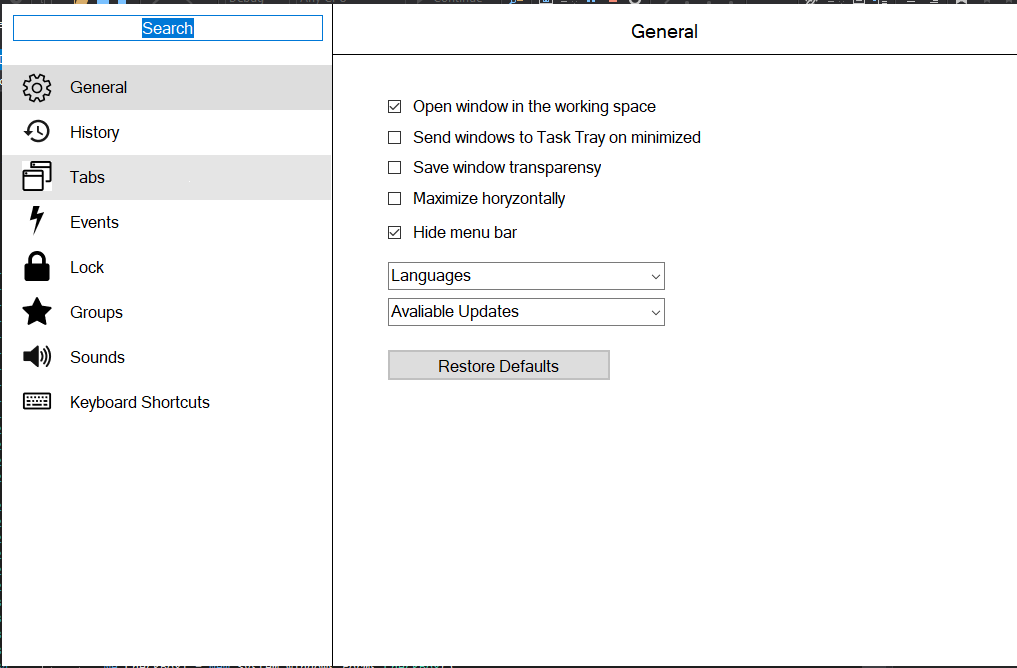 Search
General
History
Tabs
Events
Lock
Groups
Sounds
Keyboard Shortcuts
General
Open window in the working space
Send windows to Task Tray on minimized
Save window transparensy
Maximize horyzontally
Hide menu bar
Languages
Avaliable Updates
Restore Defaults